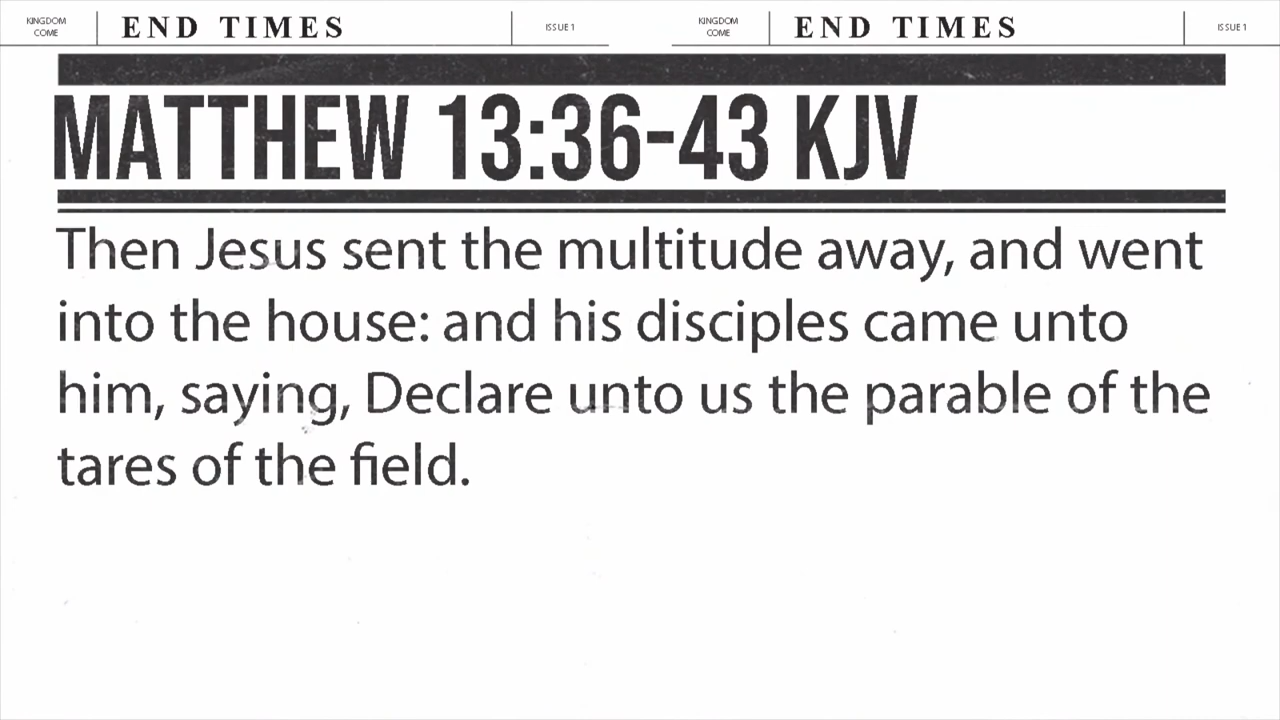 KINGDOM
COME
END TIMES
ISSUE 1
KINGDOM
COME
END TIMES
ISSUE 1
MATTHEW 13:36-43 KJV
Then Jesus sent the multitude away, and went
into the house: and his disciples came unto
him, saying, Declare unto us the parable of the
tares of the field.